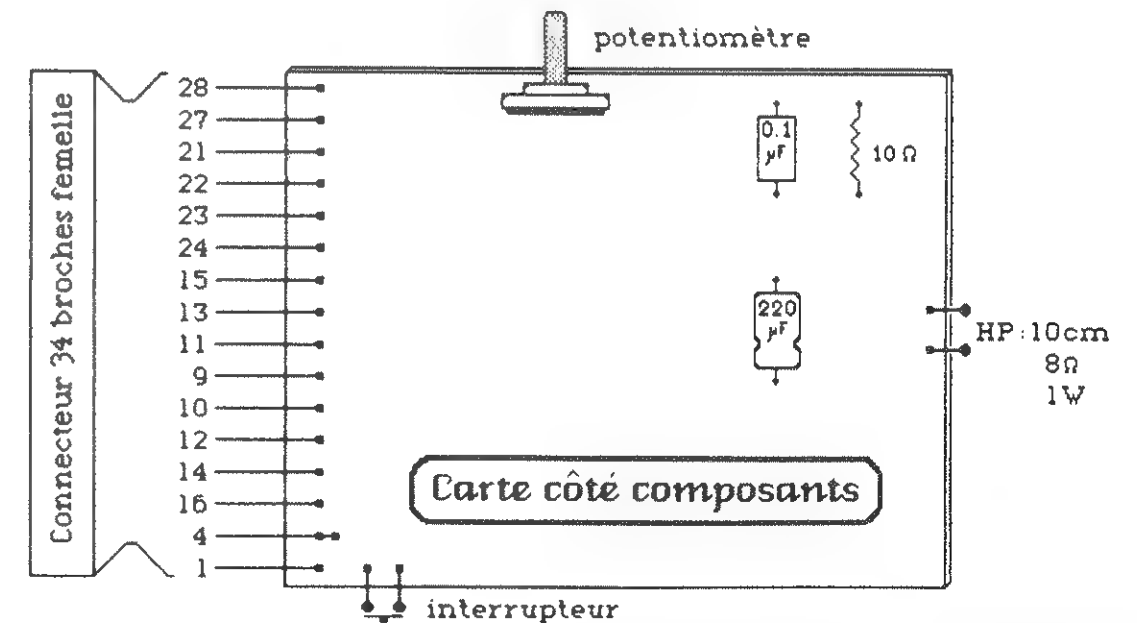 potentiomètre
Connecteur 34 broches femelle
28
27
21
22
23
24
15
13
11
9
10
12
14
16
4
1
0.1
µF
10 Ω
220
µF
HP:10cm
8Ω
1W
Carte côté composants
interrupteur